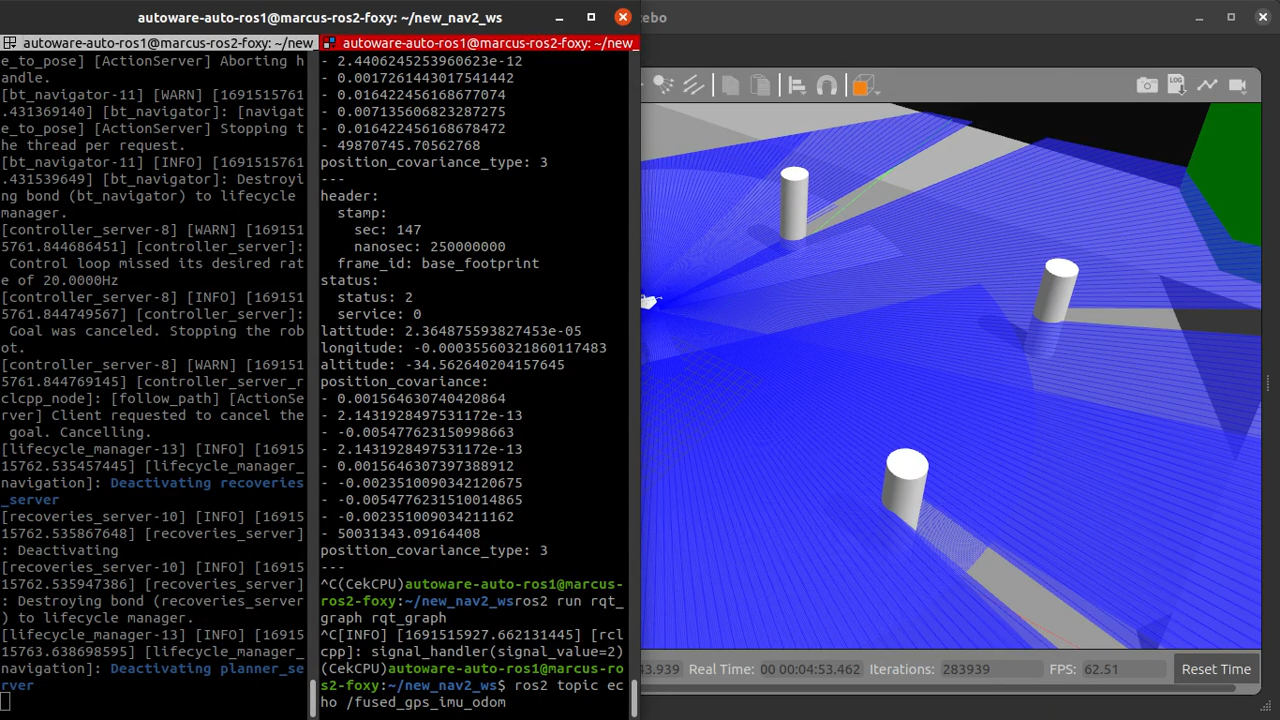 autoware-auto-ros1@marcus-ros2-foxy: ~/new_nav2_ws
autoware-auto-ros1@marcus-ros2-foxy: ~/new_
e_to_pose] [ActionServer] Aborting h
andle.
[bt_navigator-11] [WARN] [1691515761
.431369140] [bt_navigator]: [navigat
e_to_pose] [ActionServer] Stopping t
he thread per request.
[bt_navigator-11] [INFO] [1691515761
.431539649] [bt_navigator]: Destroyi
ng bond (bt_navigator) to lifecycle
manager.
[controller_server-8] [WARN] [169151
5761.844686451] [controller_server]:
Control loop missed its desired rat
e of 20.0000Hz
[controller_server-8] [INFO] [169151
5761.844749567] [controller_server]:
Goal was canceled. Stopping the rob
ot.
[controller_server-8] [WARN] [169151
5761.844769145] [controller_server_r
clcpp_node]: [follow_path] [ActionSe
rver] Client requested to cancel the
goal. Cancelling.
[lifecycle_manager-13] [INFO] [16915
15762.535457445] [lifecycle_manager_
navigation]: Deactivating recoveries
_server
[recoveries_server-10] [INFO] [16915
15762.535867648] [recoveries_server]
: Deactivating
[recoveries_server-10] [INFO] [16915
15762.535947386] [recoveries_server]
: Destroying bond (recoveries_server
) to lifecycle manager.
[lifecycle_manager-13] [INFO] [16915
15763.638698595] [lifecycle_manager_
navigation]: Deactivating planner_se
rver
autoware-auto-ros1@marcus-ros2-foxy: ~/new_
- 2.4406245253960623e-12
- 0.0017261443017541442
- 0.016422456168677074
- 0.007135606823287275
- 0.016422456168678472
- 49870745.70562768
position_covariance_type: 3
---
header:
stamp:
sec: 147
nanosec: 250000000
frame_id: base_footprint
status:
status: 2
service: 0
latitude: 2.3648755593827453e-05
longitude: -0.00035560321860117483
altitude: -34.562640204157645
position_covariance:
- 0.001564630740420864
- 2.1431928497531172e-13
- -0.005477623150998663
- 2.1431928497531172e-13
- 0.0015646307397388912
- -0.0023510090342120675
- -0.0054776231510014865
- -0.002351009034211162
- 50031343.09164408
position_covariance_type: 3
---
^C(CekCPU)autoware-auto-ros1@marcus-
ros2-foxy:~/new_nav2_wsros2 run rqt_
graph rqt_graph
^C[INFO] [1691515927.662131445] [rcl
cpp]: signal_handler(signal_value=2)
(CekCPU)autoware-auto-ros1@marcus-ro
s2-foxy:~/new_nav2_ws$ ros2 topic ec
ho /fused_gps_imu_odom
ebo
LOG
43.939 Real Time: 00 00:04:53.462 Iterations: 283939 FPS: 62.51 Reset Time